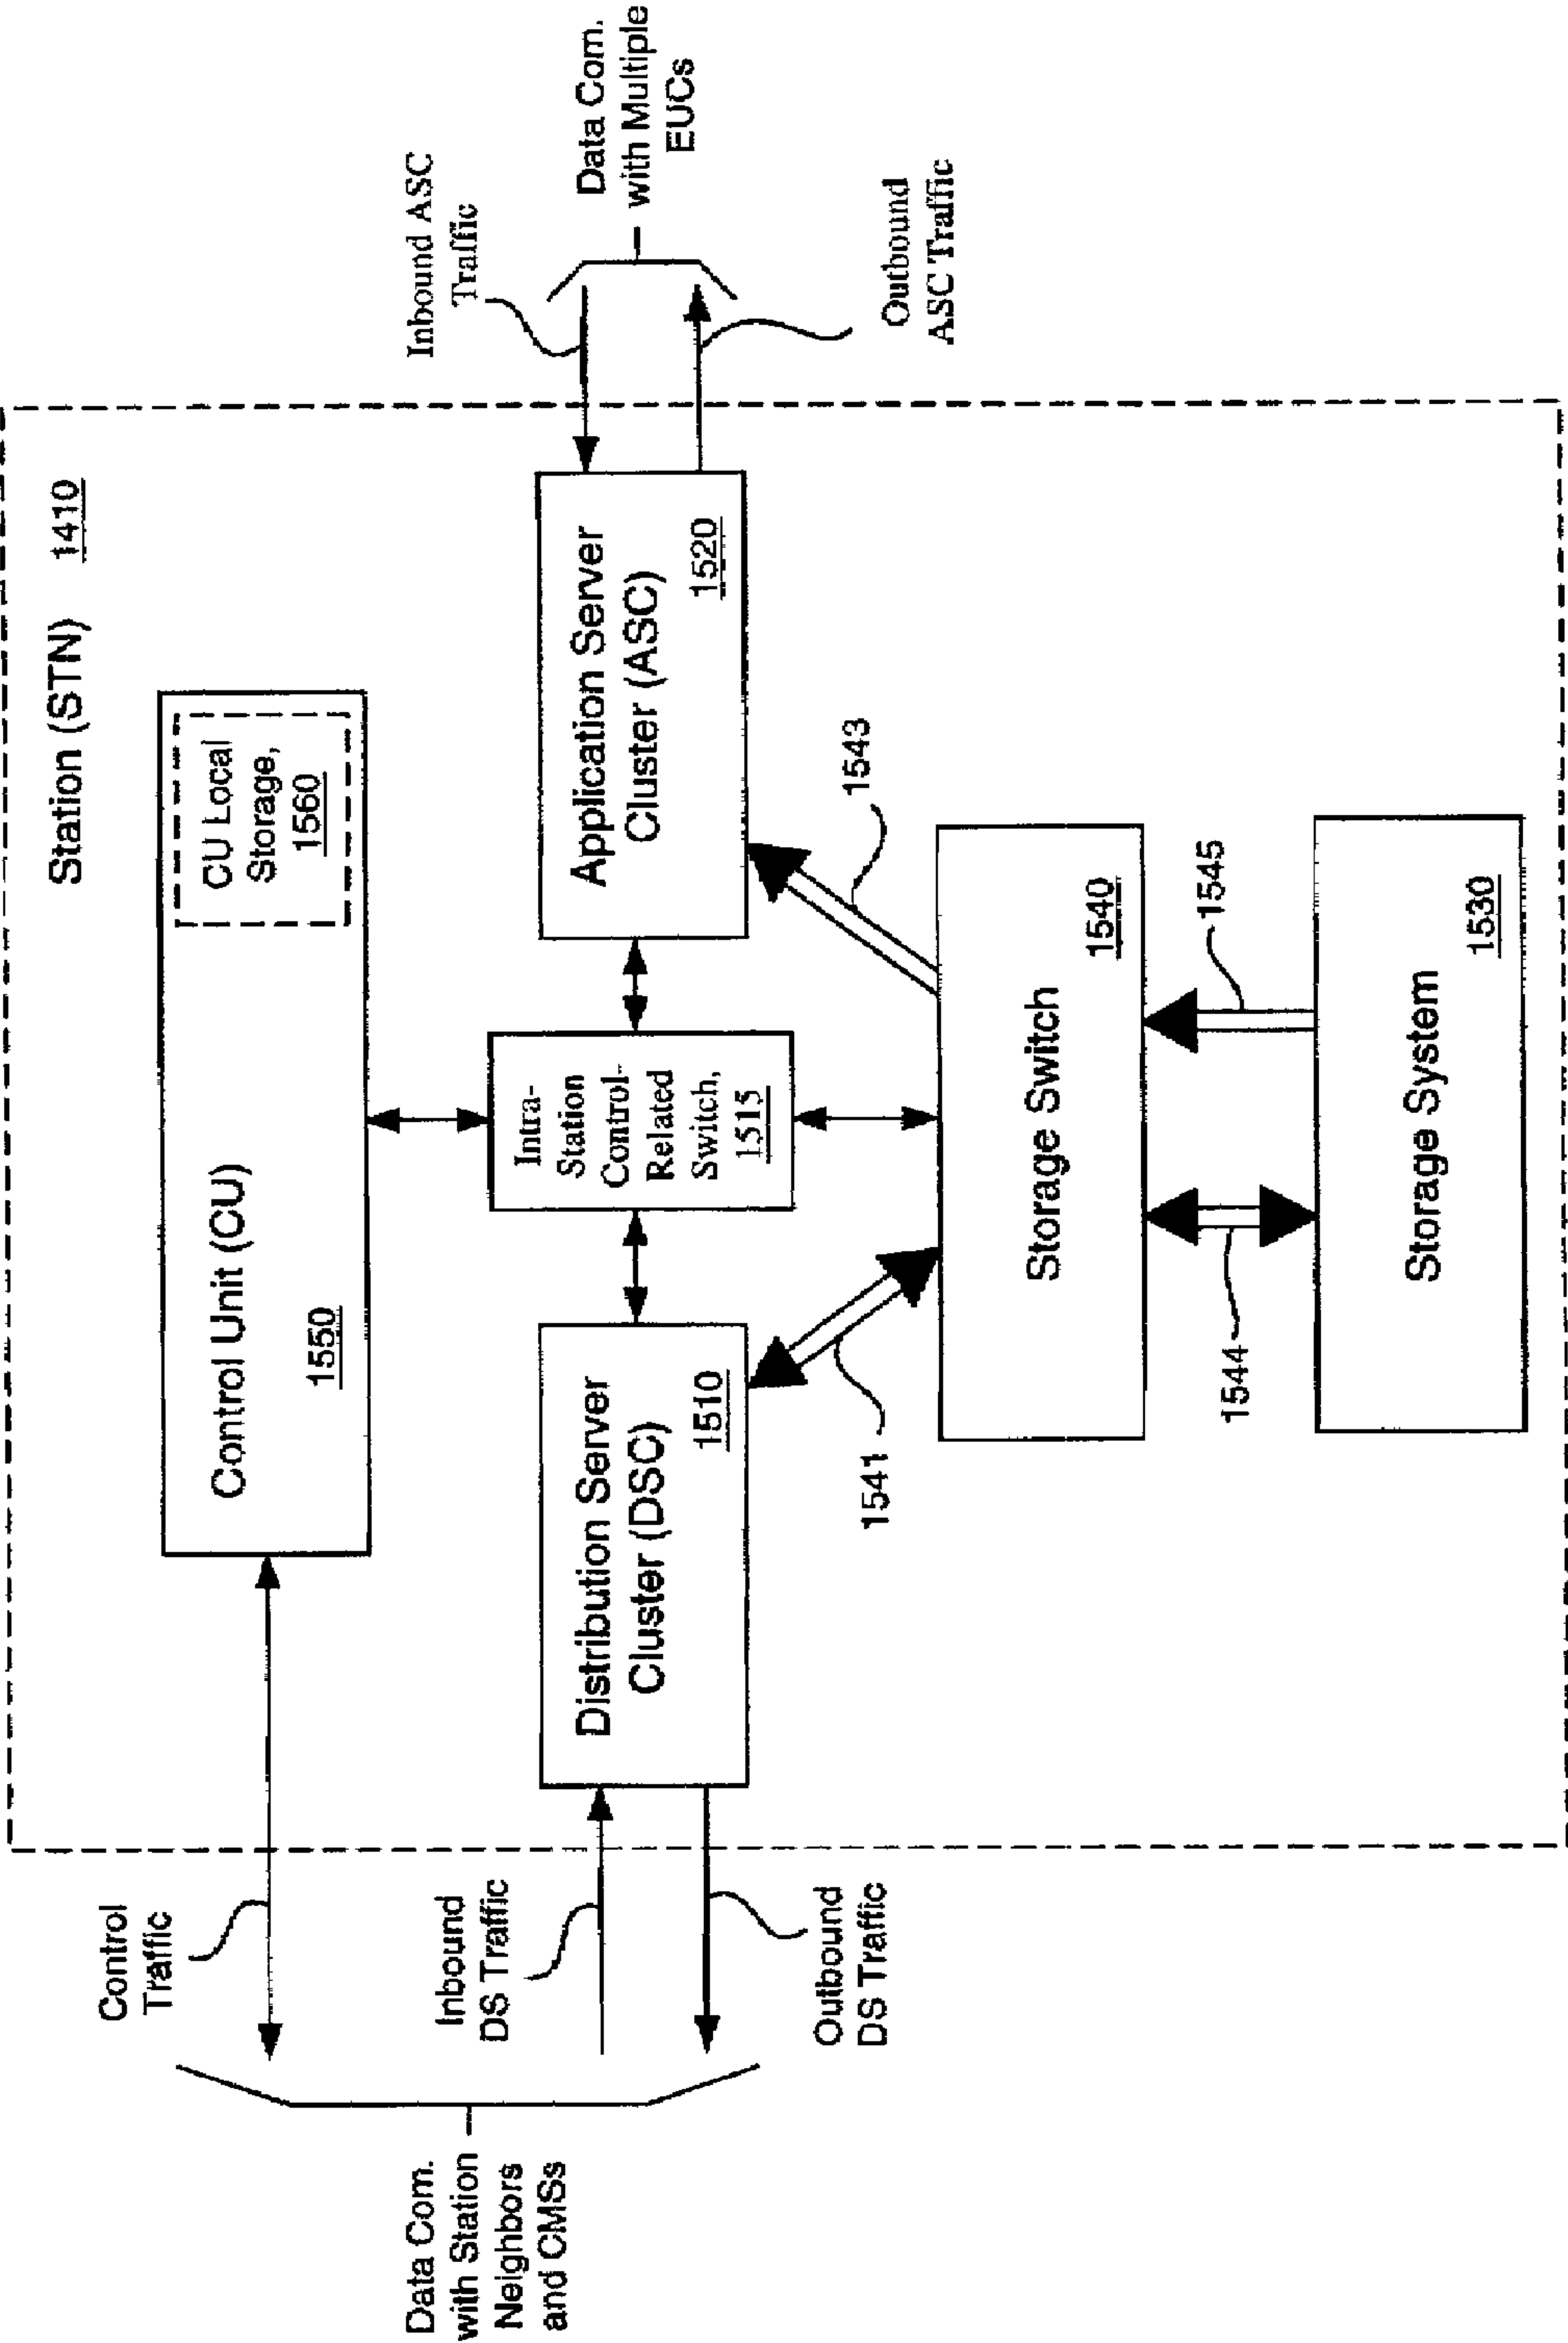 Station (STN) 1410
Control Unit (CU)
1550
CU Local
Storage,
1560
Control
Traffic
Data Com.
with Station
Neighbors
and CMSs
Inbound
DS Traffic
Outbound
DS Traffic
Distribution Server
Cluster (DSC)
1510
Intra-
Station
Control-
Related
Switch,
1515
Application Server
Cluster (ASC)
1520
Inbound ASC
Traffic
Data Com.
with Multiple
EUCs
Outbound
ASC Traffic
1541
1543
Storage Switch
1540
1544
1545
Storage System
1530